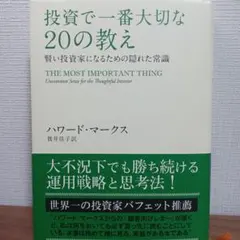 投資で一番大切な
20の教え
賢い投資家になるための隠れた常識
THE MOST IMPORTANT THING
Uncommon Sense for the Thoughtful Investor
ハワード・マークス
貫井佳子訳
大不況下でも勝ち続ける
運用戦略と思考法!
世界一の投資家バフェット推薦